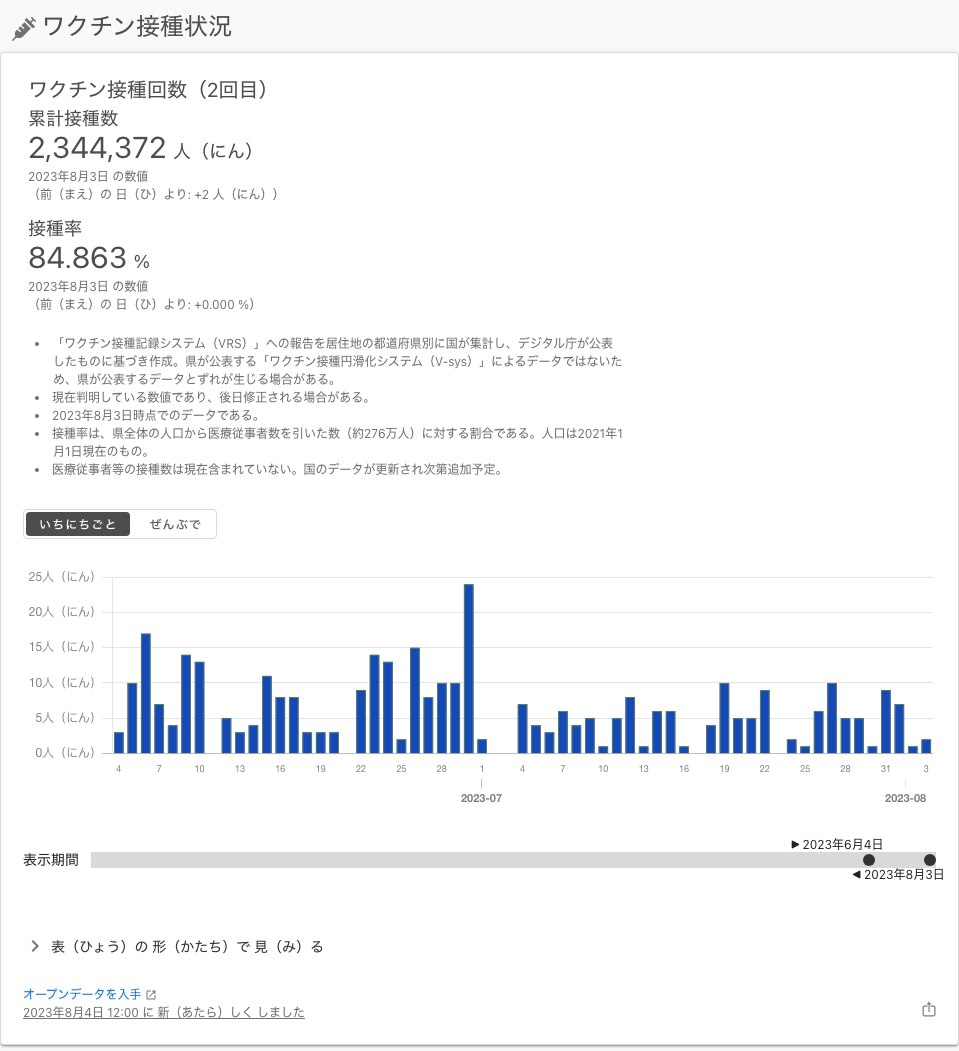 ワクチン接種状況
ワクチン接種回数（2回目）
累計接種数
2,344,372 人（にん）
2023年8月3日 の数値
（前（まえ）の 日（ひ）より: +2 人（にん））
接種率
84.863 %
2023年8月3日 の数値
（前（まえ）の 日（ひ）より: +0.000 %）
• 「ワクチン接種記録システム（VRS）」への報告を居住地の都道府県別に国が集計し、デジタル庁が公表
したものに基づき作成。県が公表する「ワクチン接種円滑化システム（V-sys）」によるデータではないた
め、県が公表するデータとずれが生じる場合がある。
• 現在判明している数値であり、後日修正される場合がある。
• 2023年8月3日時点でのデータである。
• 接種率は、県全体の人口から医療従事者数を引いた数（約276万人）に対する割合である。人口は2021年1
月1日現在のもの。
• 医療従事者等の接種数は現在含まれていない。国のデータが更新され次第追加予定。
いちにちごと ぜんぶで
25人（にん）
20人（にん）
15人（にん）
10人（にん）
5人（にん）
0人（にん）
4 7 10 13 16 19 22 25 28 1 4 7 10 13 16 19 22 25 28 31 3
2023-07 2023-08
▶ 2023年6月4日
表示期間
◀ 2023年8月3日
表（ひょう）の 形（かたち）で 見（み）る
オープンデータを入手
2023年8月4日 12:00 に 新（あたら）しく しました